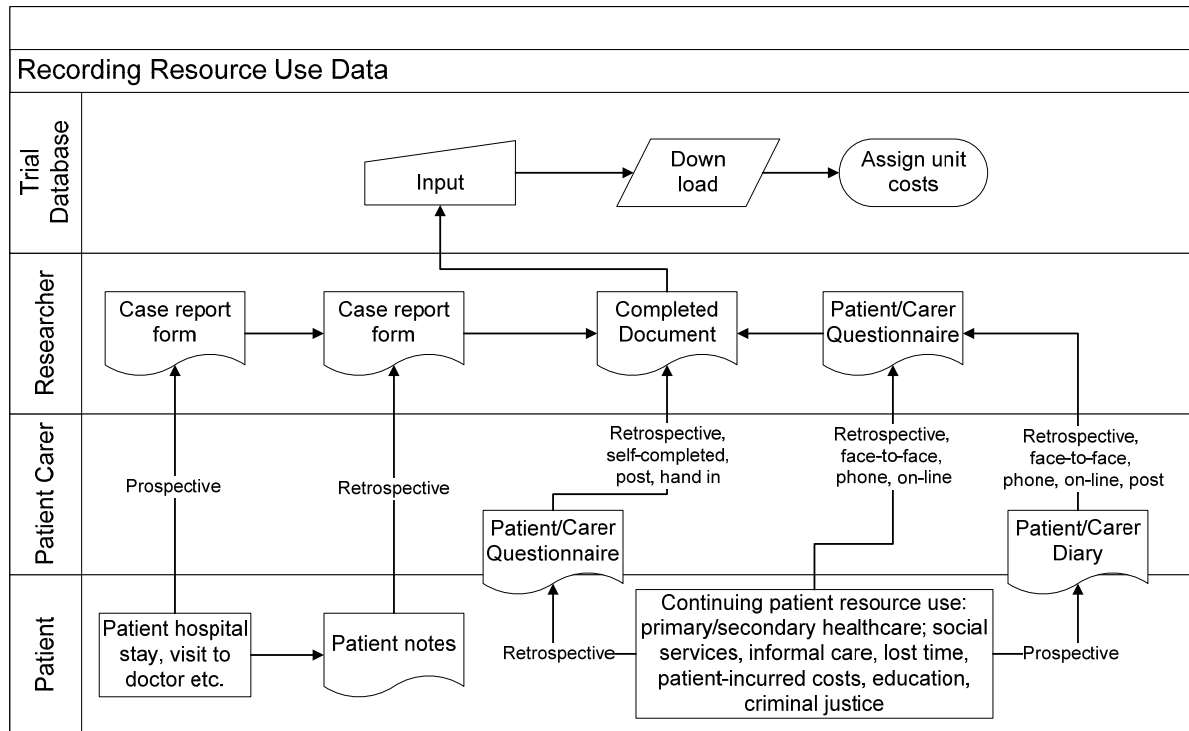 Recording Resource Use Data
Trial
Database
Input
Down
load
Assign unit
costs
Researcher
Case report
form
Case report
form
Completed
Document
Patient/Carer
Questionnaire
Patient Carer
Prospective
Retrospective
Retrospective,
self-completed,
post, hand in
Retrospective,
face-to-face,
phone, on-line
Retrospective,
face-to-face,
phone, on-line, post
Patient/Carer
Questionnaire
Patient/Carer
Diary
Patient
Patient hospital
stay, visit to
doctor etc.
Patient notes
Retrospective
Continuing patient resource use:
primary/secondary healthcare; social
services, informal care, lost time,
patient-incurred costs, education,
criminal justice
Prospective